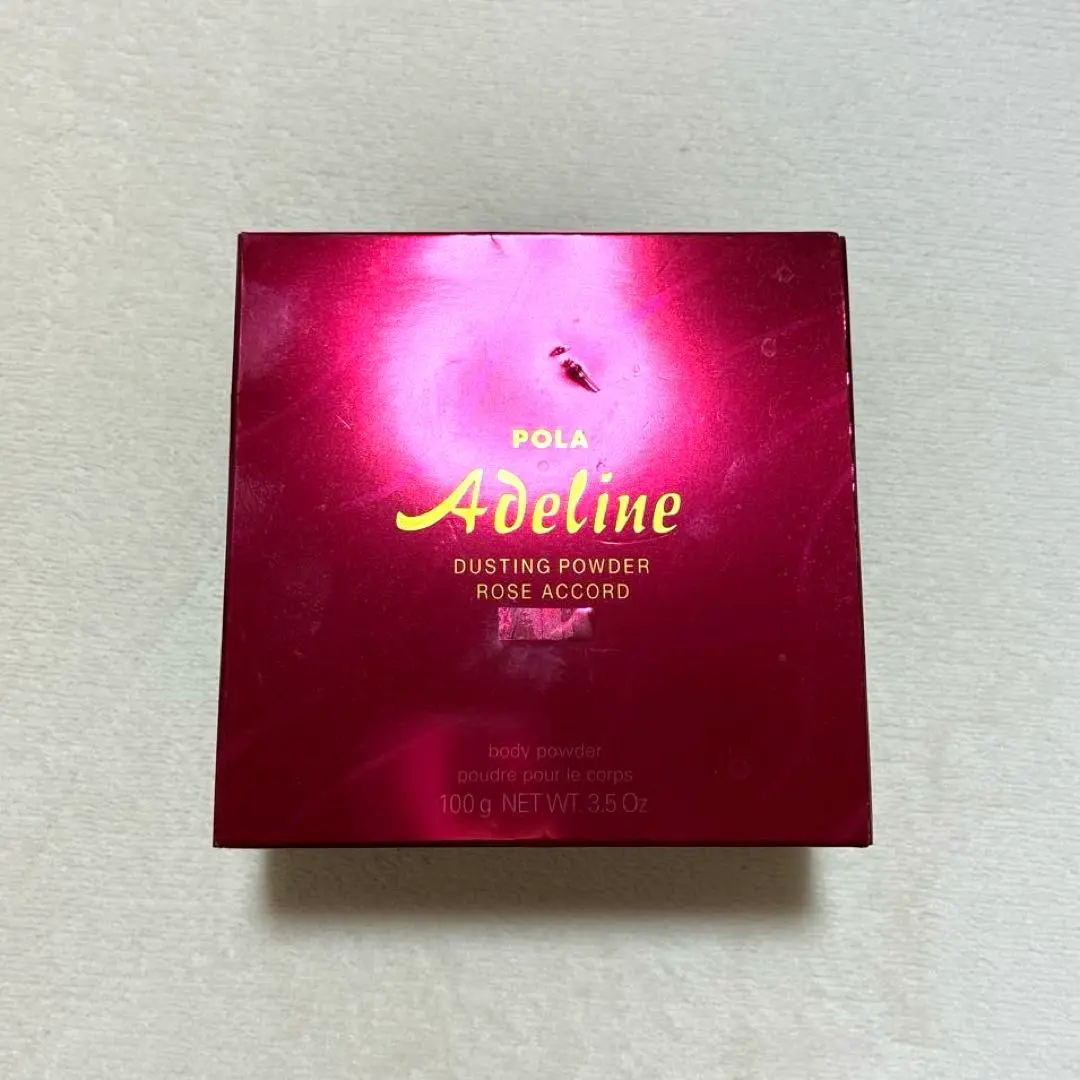 POLA
Adeline
DUSTING POWDER
ROSE ACCORD
body powder
poudre pour le corps
100 g NET WT. 3.5 Oz